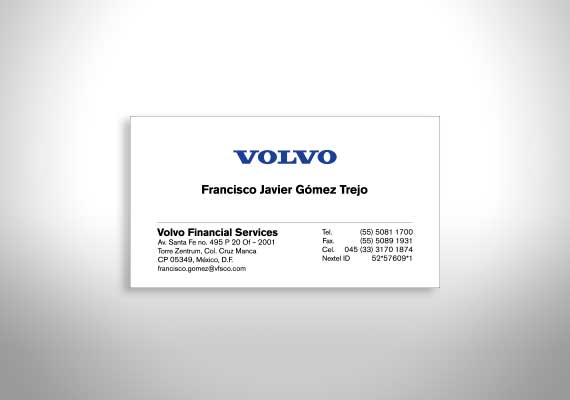 VOLVO
Francisco Javier Gómez Trejo
Volvo Financial Services
Av. Santa Fe no. 495 P 20 Of - 2001
Torre Zentrum, Col. Cruz Manca
CP 05349, México, D.F.
francisco.gomez@vfsco.com
Tel. (55) 5081 1700
Fax. (55) 5089 1931
Cel. 045 (33) 3170 1874
Nextel ID 52*57609*1